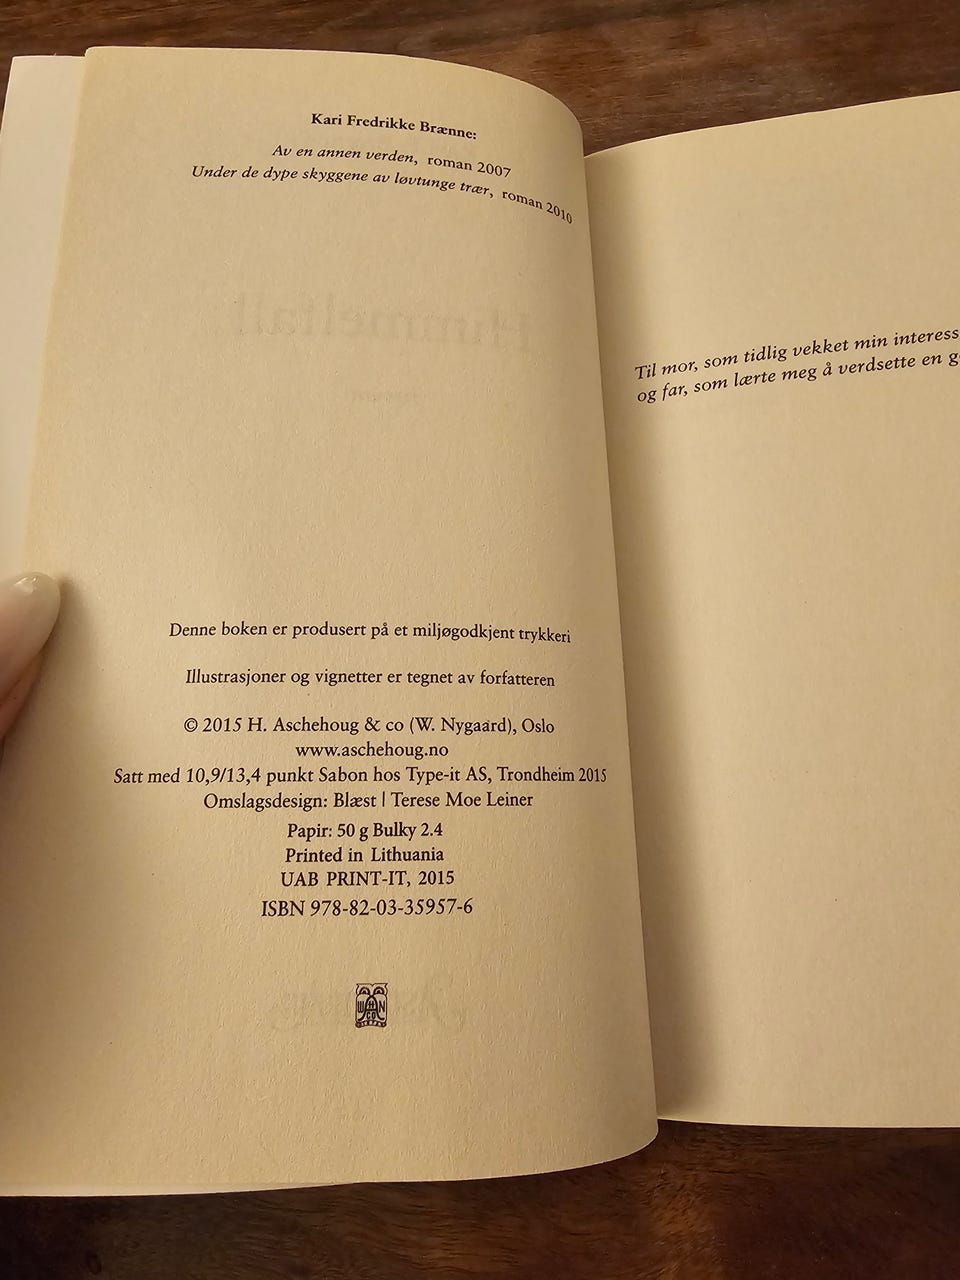 Kari Fredrikke Brænne:
Av en annen verden, roman 2007
Under de dype skyggene av løvtunge trær, roman 2010
Himmelfall
Denne boken er produsert på et miljøgodkjent trykkeri
Illustrasjoner og vignetter er tegnet av forfatteren
© 2015 H. Aschehoug & co (W. Nygaard), Oslo
www.aschehoug.no
Satt med 10,9/13,4 punkt Sabon hos Type-it AS, Trondheim 2015
Omslagsdesign: Blæst | Terese Moe Leiner
Papir: 50 g Bulky 2.4
Printed in Lithuania
UAB PRINT-IT, 2015
ISBN 978-82-03-35957-6
Til mor, som tidlig vekket min interess
og far, som lærte meg å verdsette en g